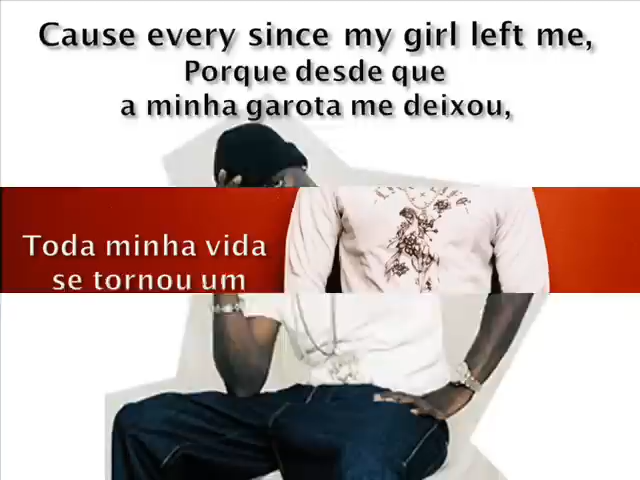 Cause every since my girl left me,
Porque desde que
a minha garota me deixou,
Toda minha vida
se tornou um